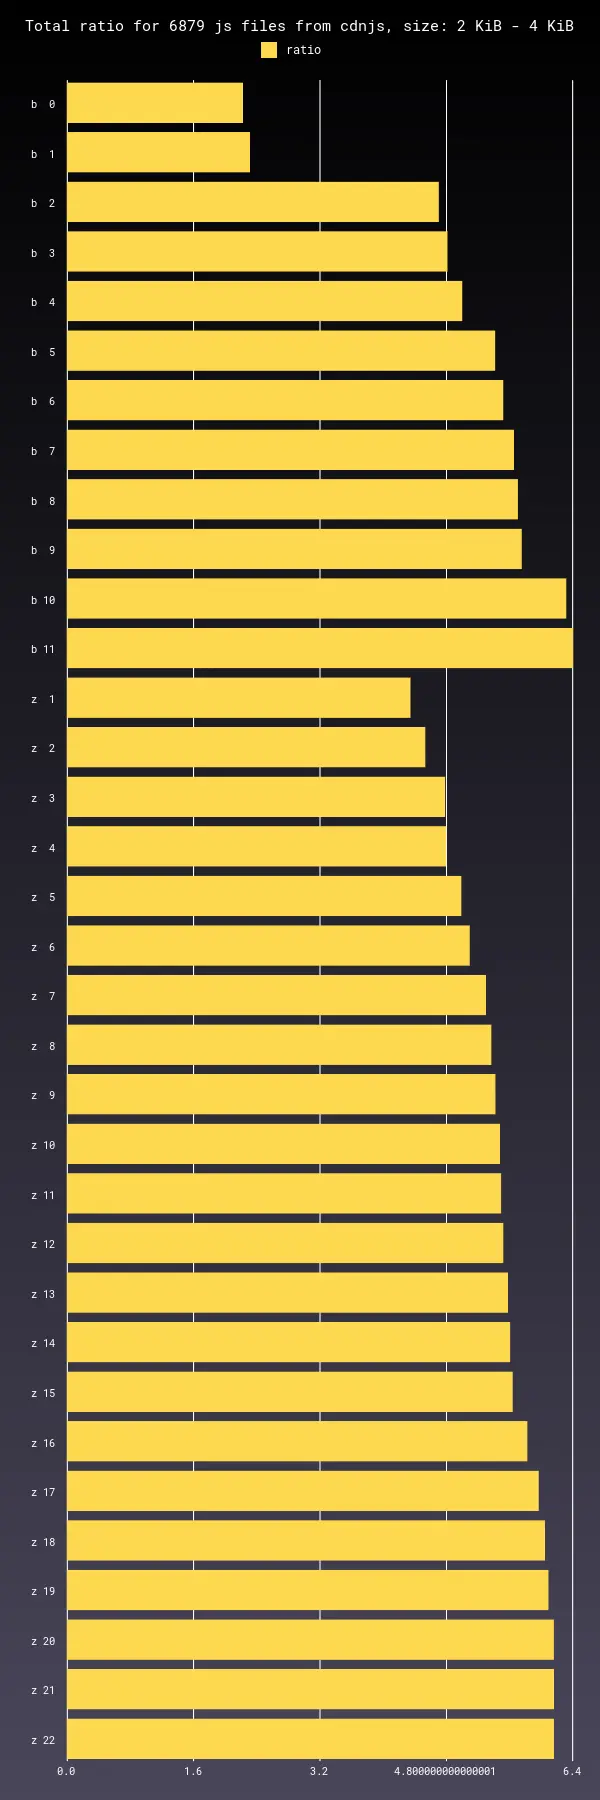 Total ratio for 6879 js files from cdnjs, size: 2 KiB - 4 KiB
ratio
b  0
b  1
b  2
b  3
b  4
b  5
b  6
b  7
b  8
b  9
b 10
b 11
z  1
z  2
z  3
z  4
z  5
z  6
z  7
z  8
z  9
z 10
z 11
z 12
z 13
z 14
z 15
z 16
z 17
z 18
z 19
z 20
z 21
z 22
0.0 1.6 3.2 4.800000000000001 6.4